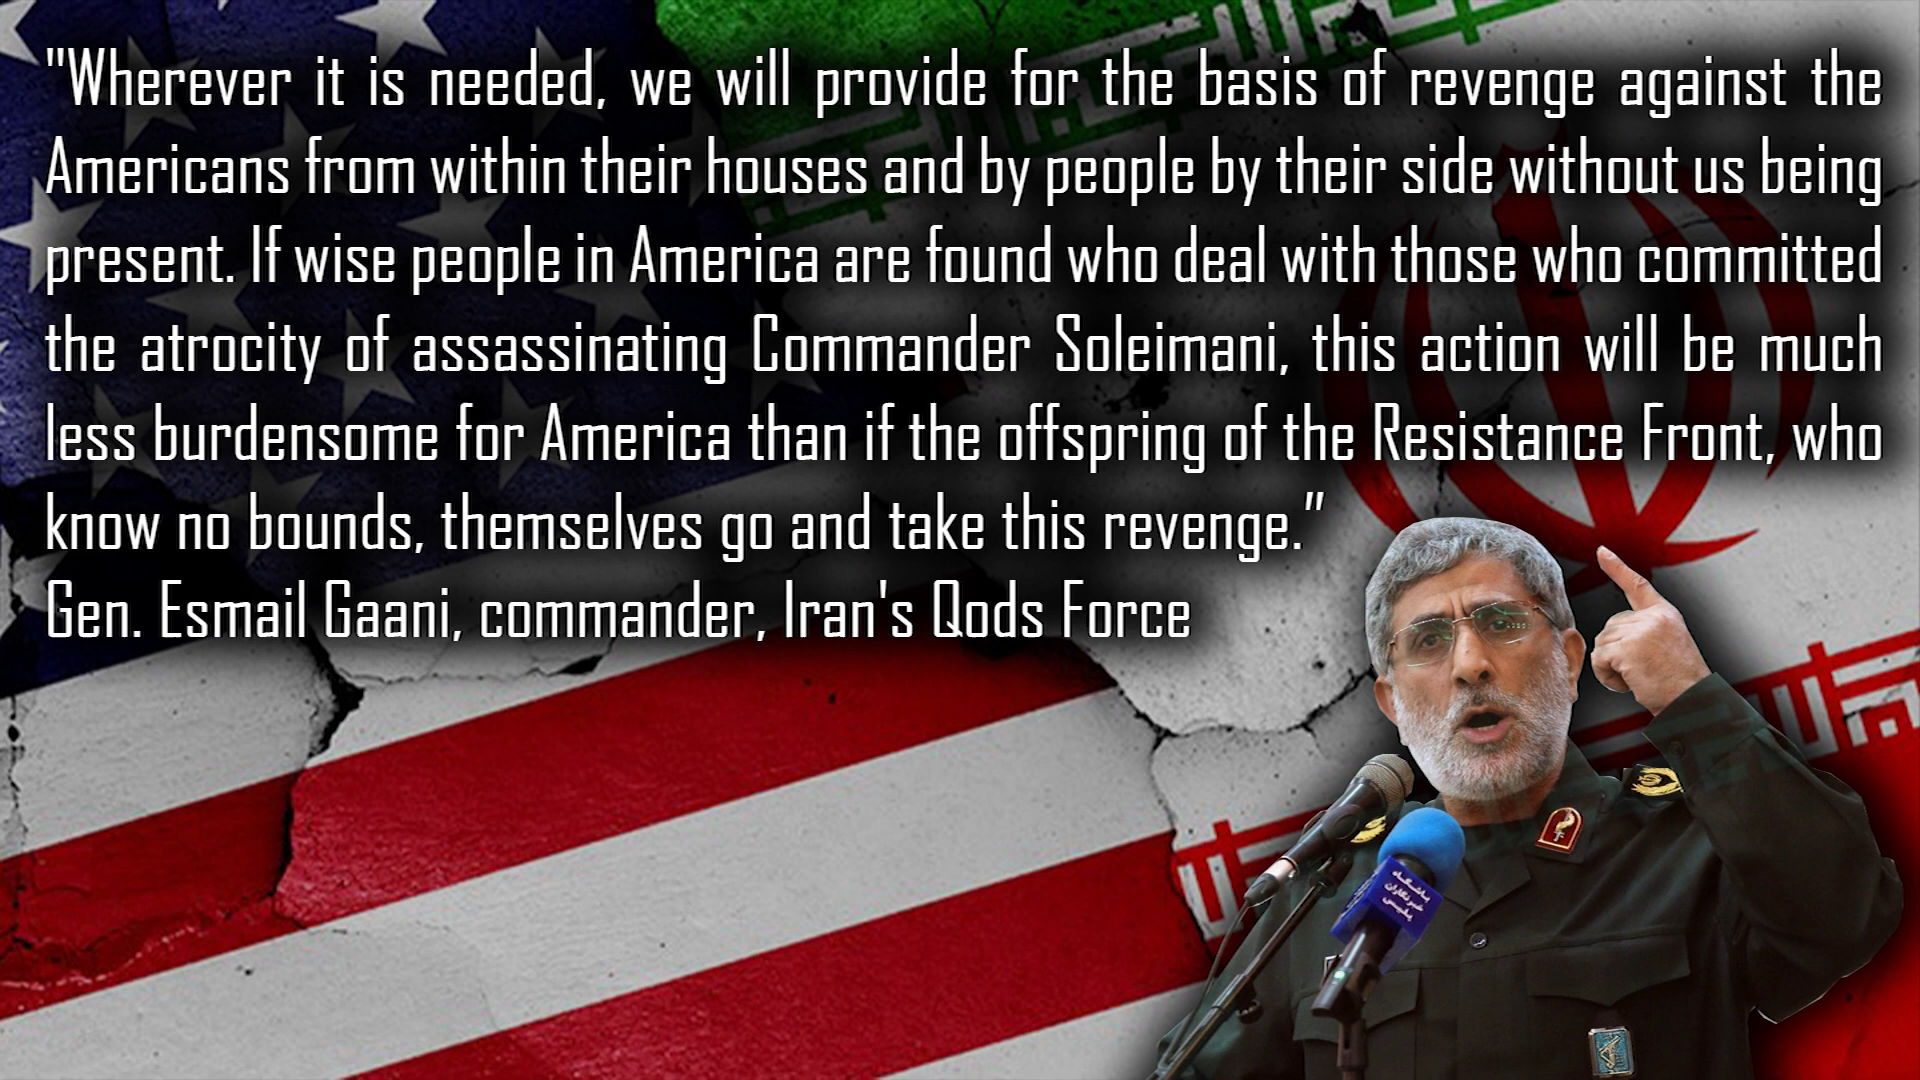 "Wherever it is needed, we will provide for the basis of revenge against the
Americans from within their houses and by people by their side without us being
present. If wise people in America are found who deal with those who committed
the atrocity of assassinating Commander Soleimani, this action will be much
less burdensome for America than if the offspring of the Resistance Front, who
know no bounds, themselves go and take this revenge.”
Gen. Esmail Gaani, commander, Iran's Qods Force
باشگاه
خبرنگاران
پلیس